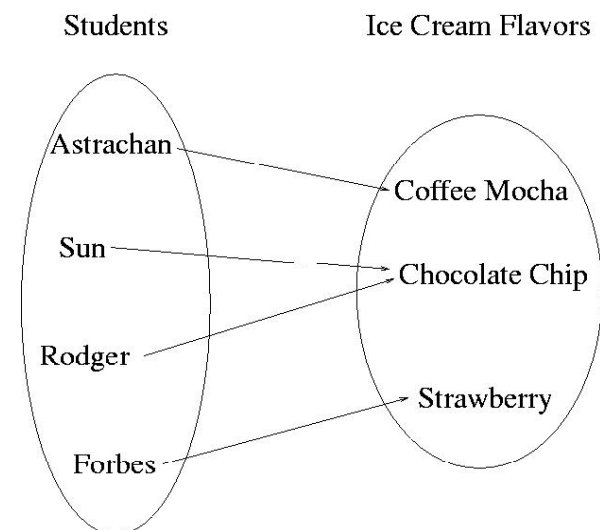 Students
Ice Cream Flavors
Astrachan
Coffee Mocha
Sun
Chocolate Chip
Rodger
Strawberry
Forbes